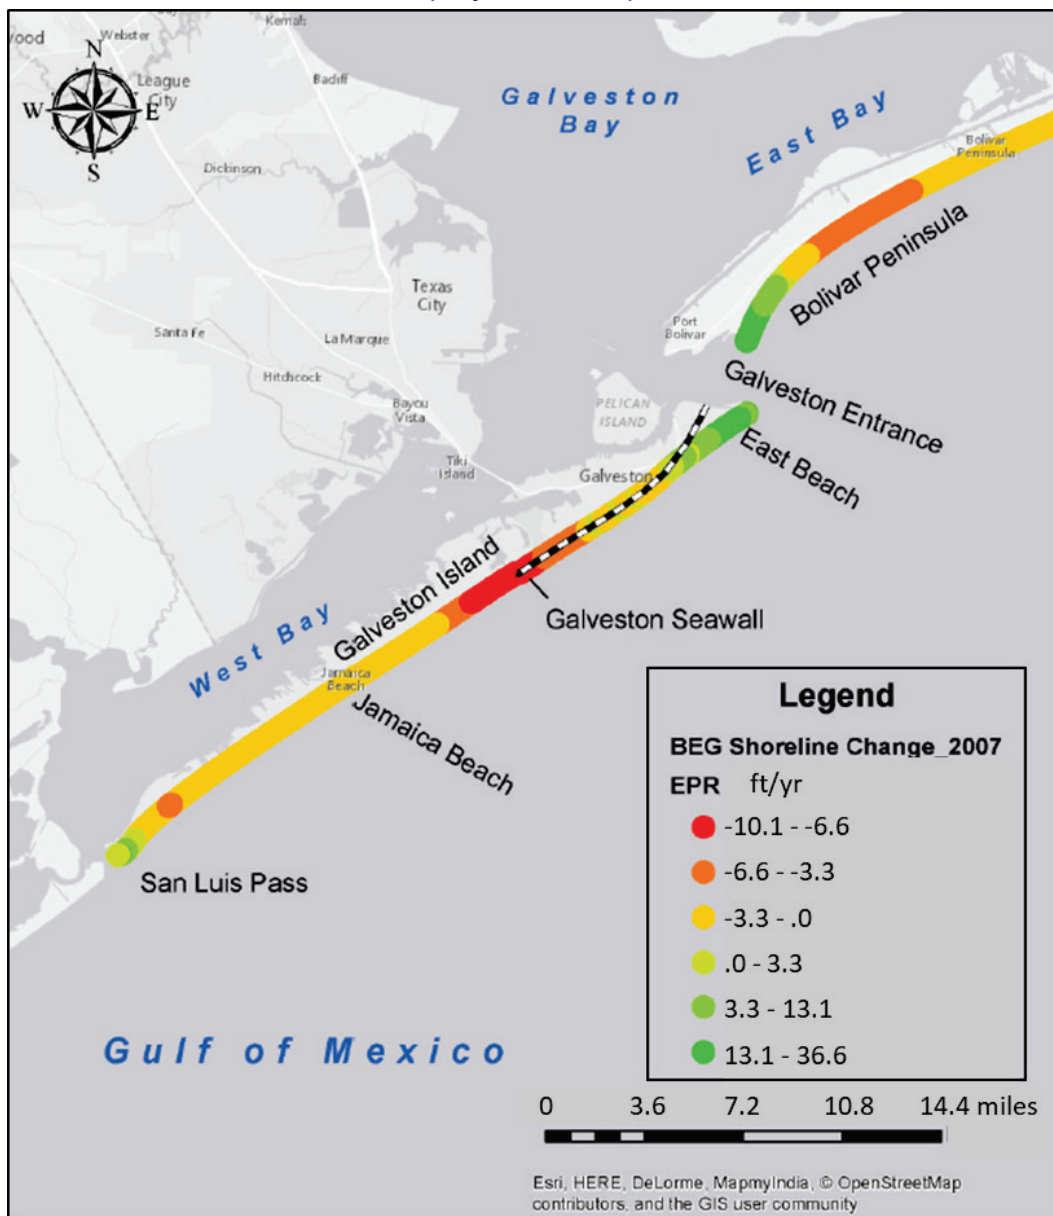 Kemah
wood
Webster
N
League
City
W
E
S
Bacliff
Galveston
Bay
East Bay
Bolivar
Peninsula
Dickinson
Bolivar Peninsula
Texas
City
Port
Bolivar
Santa Fe
La Marque
Hitchcock
Galveston Entrance
Bayou
Vista
PELICAN
ISLAND
East Beach
Tiki
Island
Galveston
Galveston Island
Galveston Seawall
West Bay
Jamaica
Beach
Jamaica Beach
San Luis Pass
Legend
BEG Shoreline Change_2007
EPR ft/yr
-10.1 - -6.6
-6.6 - -3.3
-3.3 - .0
.0 - 3.3
3.3 - 13.1
13.1 - 36.6
Gulf of Mexico
0 3.6 7.2 10.8 14.4 miles
Esri, HERE, DeLorme, MapmyIndia, © OpenStreetMap
contributors, and the GIS user community